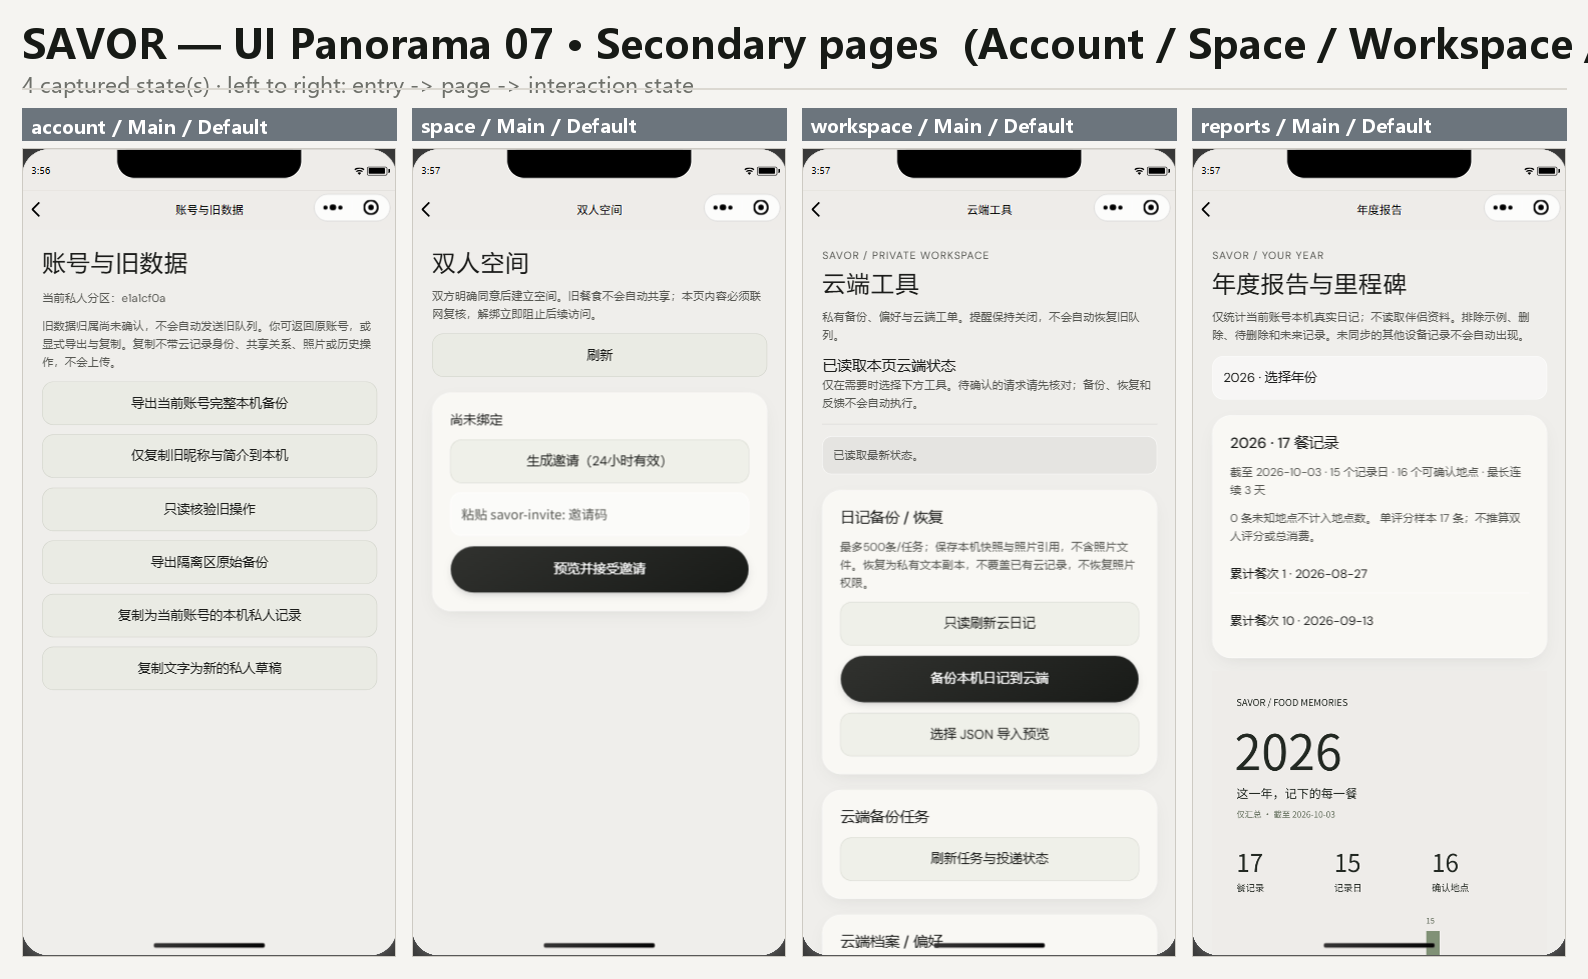 SAVOR — UI Panorama 07 • Secondary pages (Account / Space / Workspace /
4 captured state(s) · left to right: entry -> page -> interaction state
account / Main / Default
3:56
账号与旧数据
账号与旧数据
当前私人分区：e1a1cf0a
旧数据归属尚未确认，不会自动发送旧队列。你可返回原账号，或
显式导出与复制。复制不带云记录身份、共享关系、照片或历史操
作，不会上传。
导出当前账号完整本机备份
仅复制旧昵称与简介到本机
只读核验旧操作
导出隔离区原始备份
复制为当前账号的本机私人记录
复制文字为新的私人草稿
space / Main / Default
3:57
双人空间
双人空间
双方明确同意后建立空间。旧餐食不会自动共享；本页内容必须联
网复核，解绑立即阻止后续访问。
刷新
尚未绑定
生成邀请（24小时有效）
粘贴 savor-invite: 邀请码
预览并接受邀请
workspace / Main / Default
3:57
云端工具
SAVOR / PRIVATE WORKSPACE
云端工具
私有备份、偏好与云端工单。提醒保持关闭，不会自动恢复旧队
列。
已读取本页云端状态
仅在需要时选择下方工具。待确认的请求请先核对；备份、恢复和
反馈不会自动执行。
已读取最新状态。
日记备份 / 恢复
最多500条/任务；保存本机快照与照片引用，不含照片文
件。恢复为私有文本副本，不覆盖已有云记录，不恢复照片
权限。
只读刷新云日记
备份本机日记到云端
选择 JSON 导入预览
云端备份任务
刷新任务与投递状态
云端档案 / 偏好
reports / Main / Default
3:57
年度报告
SAVOR / YOUR YEAR
年度报告与里程碑
仅统计当前账号本机真实日记；不读取伴侣资料。排除示例、删
除、待删除和未来记录。未同步的其他设备记录不会自动出现。
2026 · 选择年份
2026 · 17 餐记录
截至 2026-10-03 · 15 个记录日 · 16 个可确认地点 · 最长连
续 3 天
0 条未知地点不计入地点数。 单评分样本 17 条；不推算双
人评分或总消费。
累计餐次 1 · 2026-08-27
累计餐次 10 · 2026-09-13
SAVOR / FOOD MEMORIES
2026
这一年，记下的每一餐
仅汇总 · 截至 2026-10-03
17
15
16
餐记录
记录日
确认地点
15